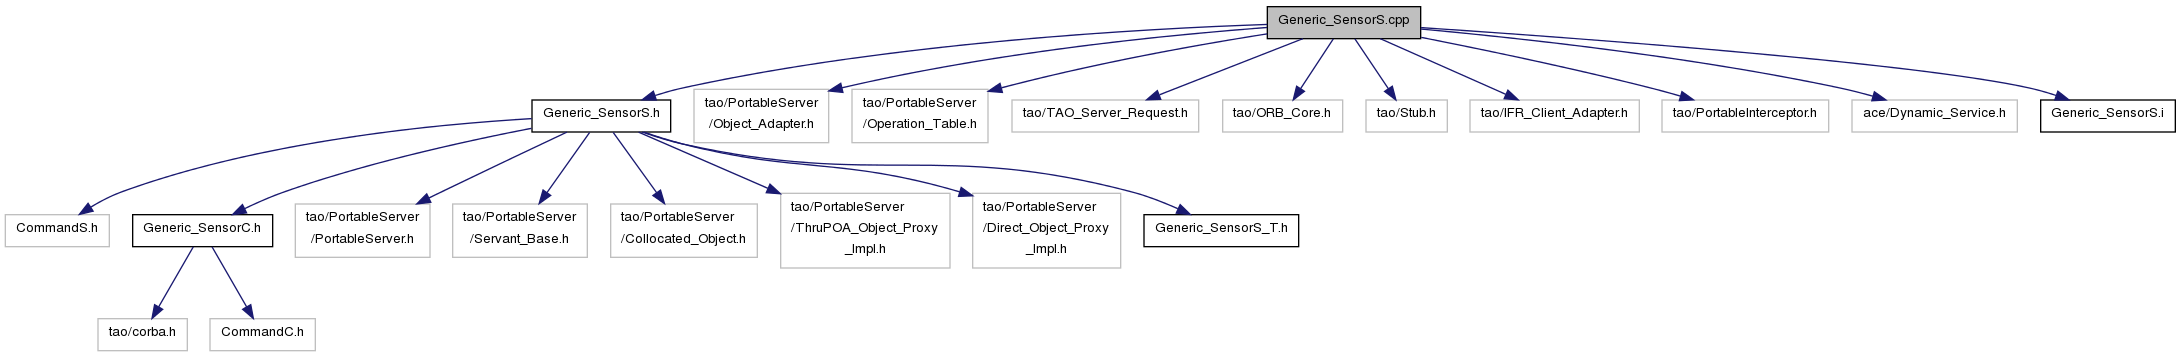 Generic_SensorS.cpp
Generic_SensorS.h
tao/PortableServer
/Object_Adapter.h
tao/PortableServer
/Operation_Table.h
tao/TAO_Server_Request.h
tao/ORB_Core.h
tao/Stub.h
tao/IFR_Client_Adapter.h
tao/PortableInterceptor.h
ace/Dynamic_Service.h
Generic_SensorS.i
CommandS.h
Generic_SensorC.h
tao/PortableServer
/PortableServer.h
tao/PortableServer
/Servant_Base.h
tao/PortableServer
/Collocated_Object.h
tao/PortableServer
/ThruPOA_Object_Proxy
_Impl.h
tao/PortableServer
/Direct_Object_Proxy
_Impl.h
Generic_SensorS_T.h
tao/corba.h
CommandC.h